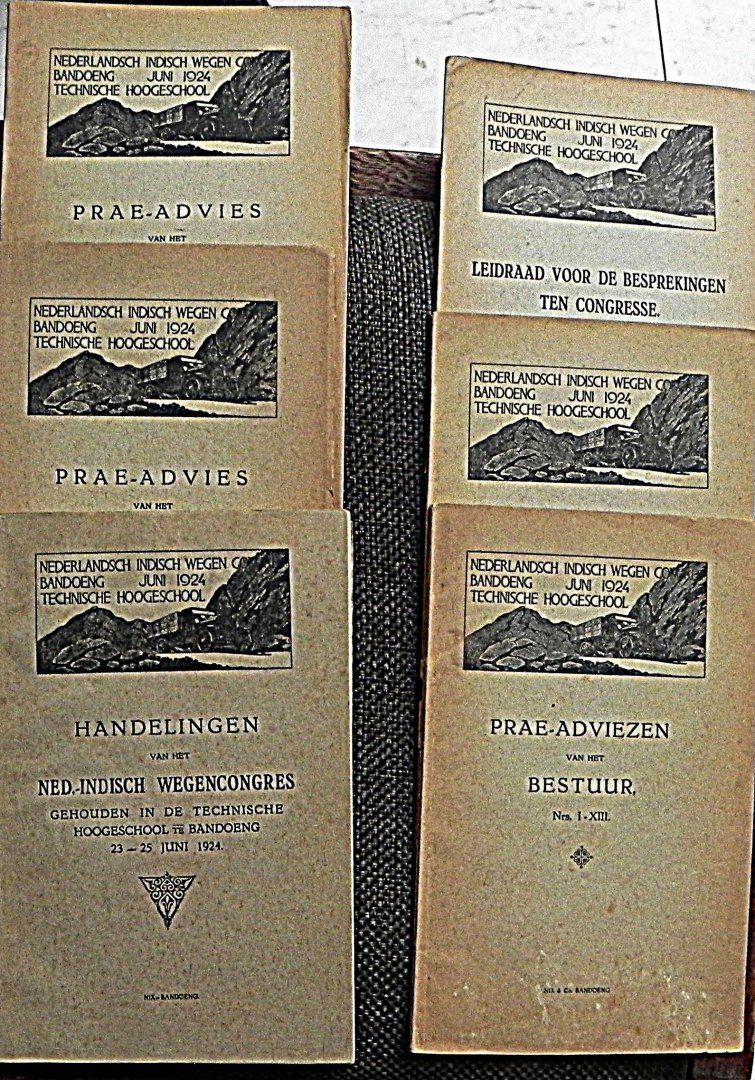 NEDERLANDSCH INDISCH WEGEN CO
BANDOENG JUNI 1924
TECHNISCHE HOOGESCHOOL
PRAE-ADVIES
VAN HET
NEDERLANDSCH INDISCH WEGEN CO
BANDOENG JUNI 1924
TECHNISCHE HOOGESCHOOL
PRAE-ADVIES
VAN HET
NEDERLANDSCH INDISCH WEGEN CO
BANDOENG JUNI 1924
TECHNISCHE HOOGESCHOOL
HANDELINGEN
VAN HET
NED.-INDISCH WEGENCONGRES
GEHOUDEN IN DE TECHNISCHE
HOOGESCHOOL TE BANDOENG
23 — 25 JUNI 1924.
NIX-BANDOENG.
NEDERLANDSCH INDISCH WEGEN CO
BANDOENG JUNI 1924
TECHNISCHE HOOGESCHOOL
LEIDRAAD VOOR DE BESPREKINGEN
TEN CONGRESSE.
NEDERLANDSCH INDISCH WEGEN CO
BANDOENG JUNI 1924
TECHNISCHE HOOGESCHOOL
NEDERLANDSCH INDISCH WEGEN CO
BANDOENG JUNI 1924
TECHNISCHE HOOGESCHOOL
PRAE-ADVIEZEN
VAN HET
BESTUUR,
Nrs. I - XIII.
NIX & Co. BANDOENG